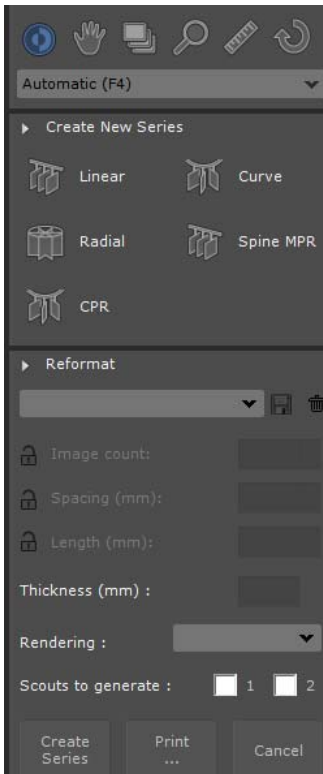 Automatic (F4)
Create New Series
Linear
Curve
Radial
Spine MPR
CPR
Reformat
Image count:
Spacing (mm):
Length (mm):
Thickness (mm) :
Rendering :
Scouts to generate : 1 2
Create
Series
Print
...
Cancel